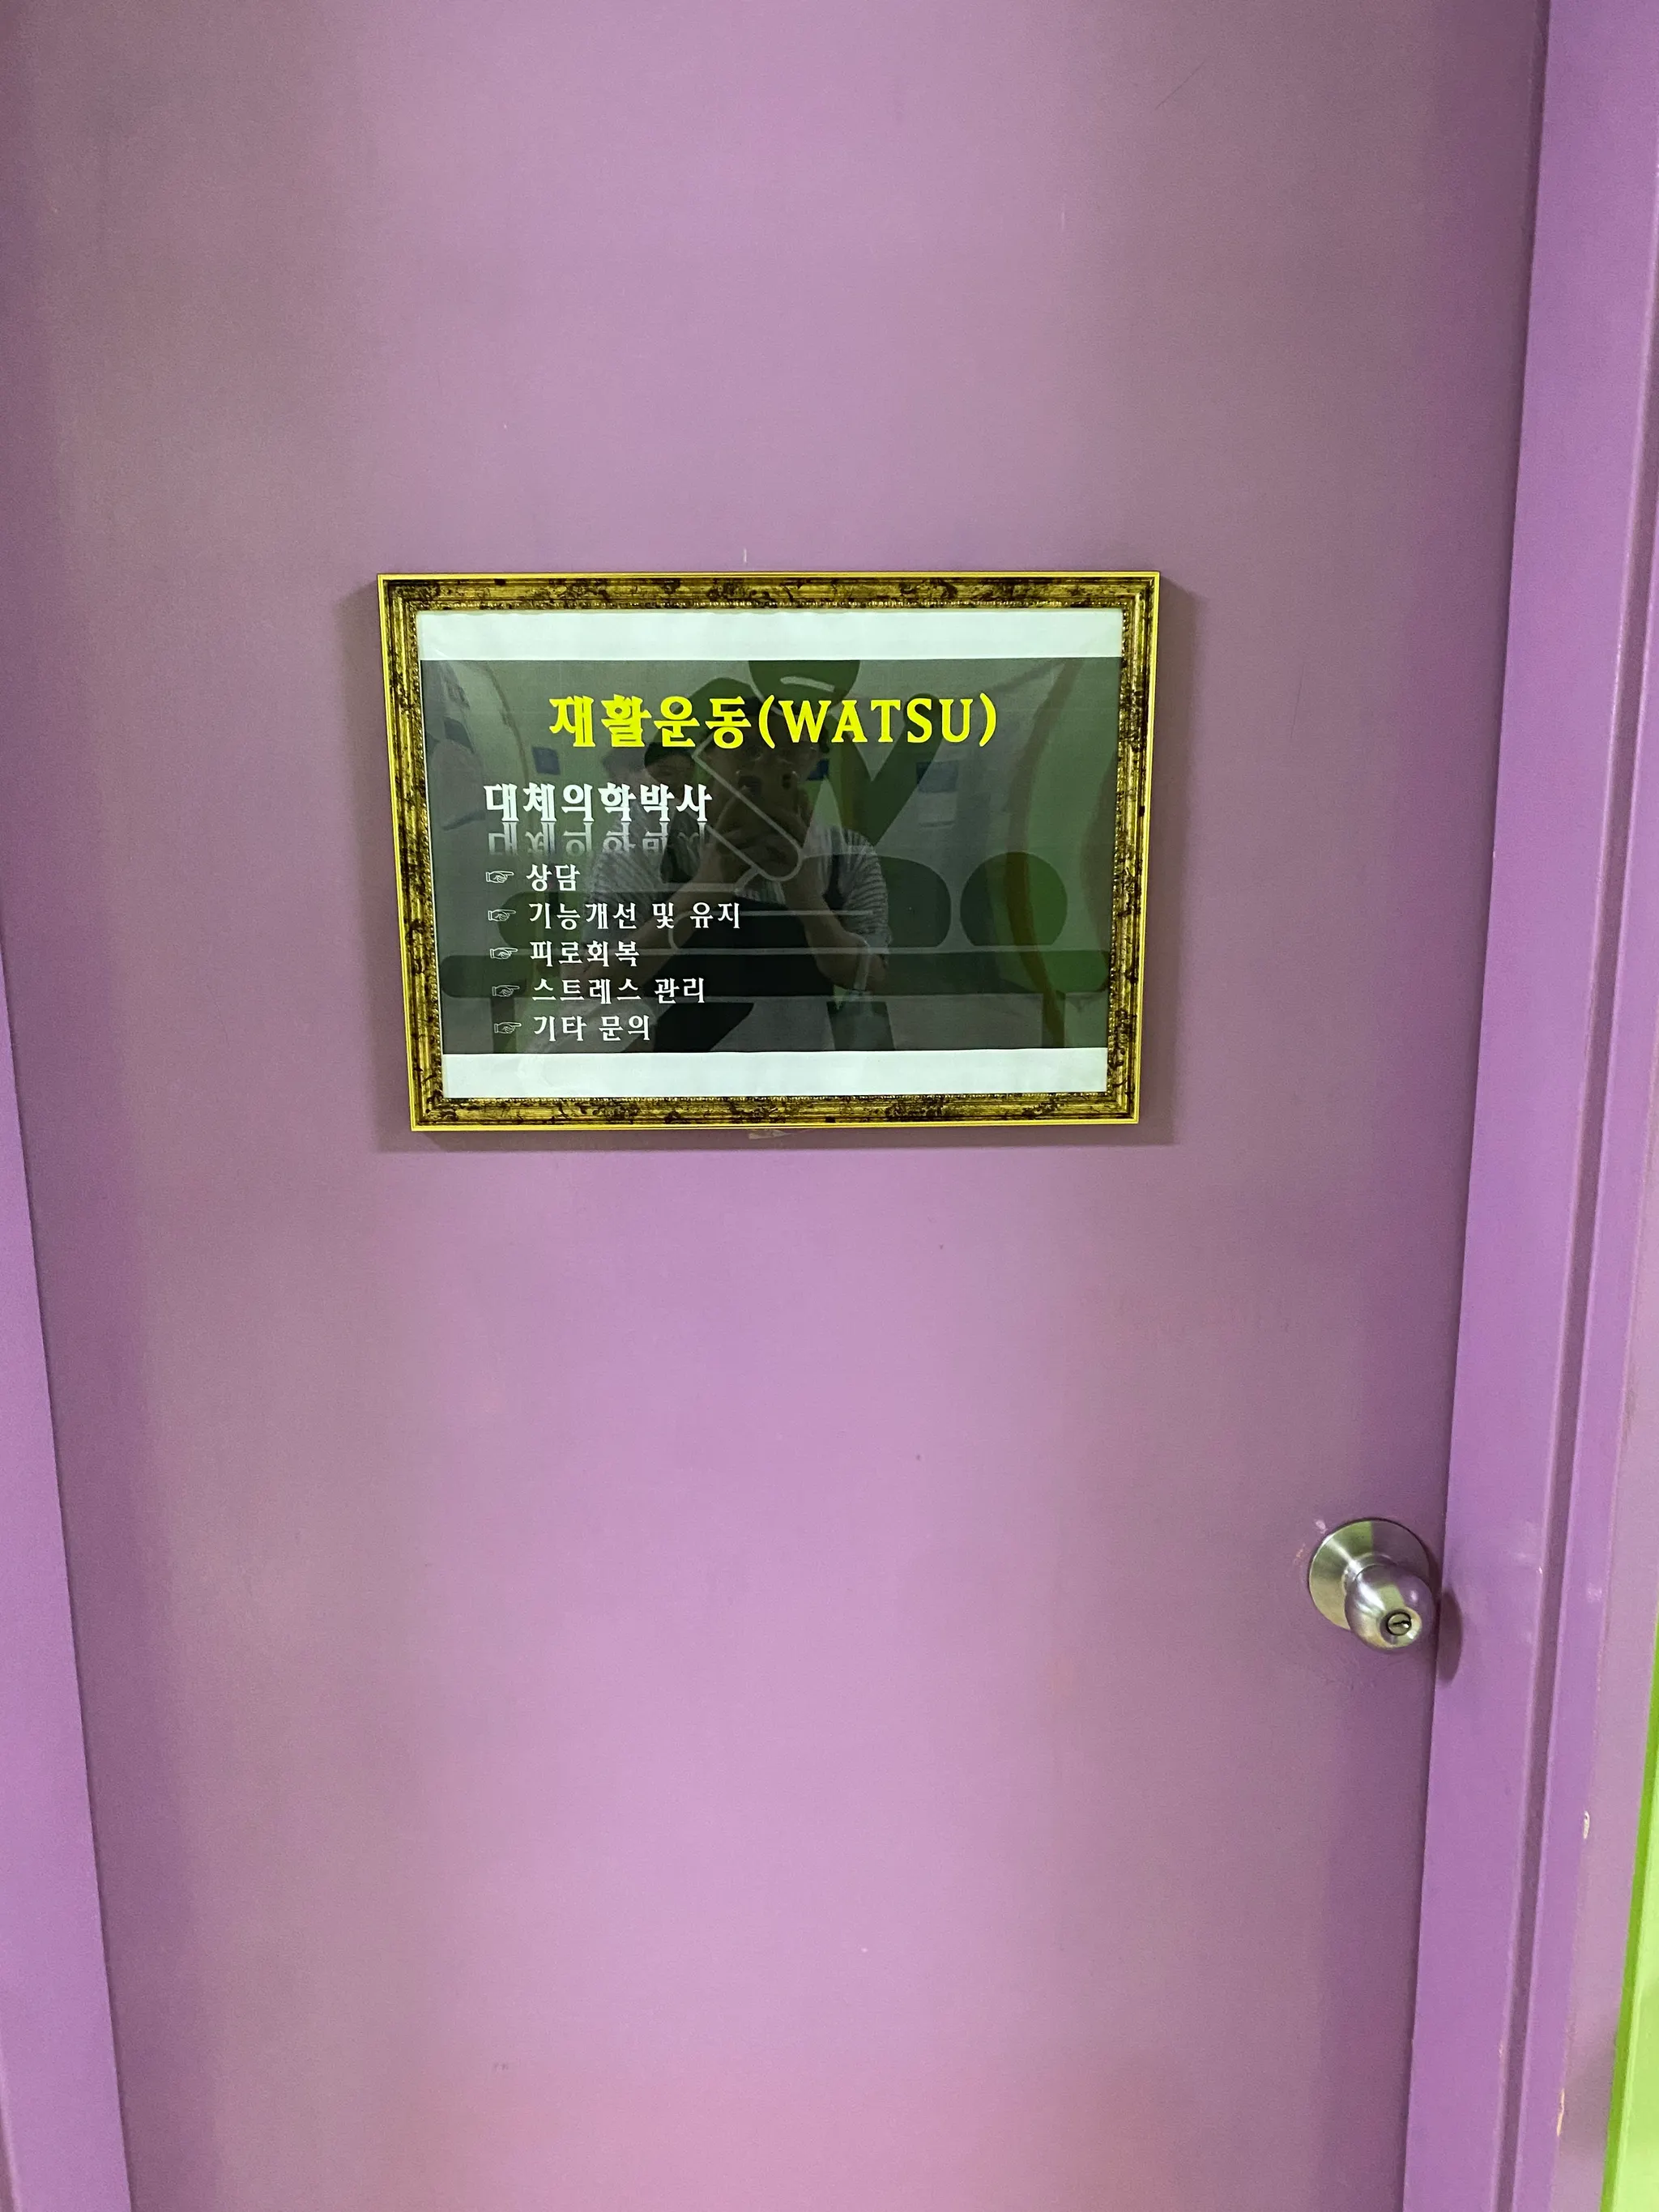 재활운동(WATSU)
대체의학박사
☞ 상담
☞ 기능개선 및 유지
☞ 피로회복
☞ 스트레스 관리
☞ 기타 문의